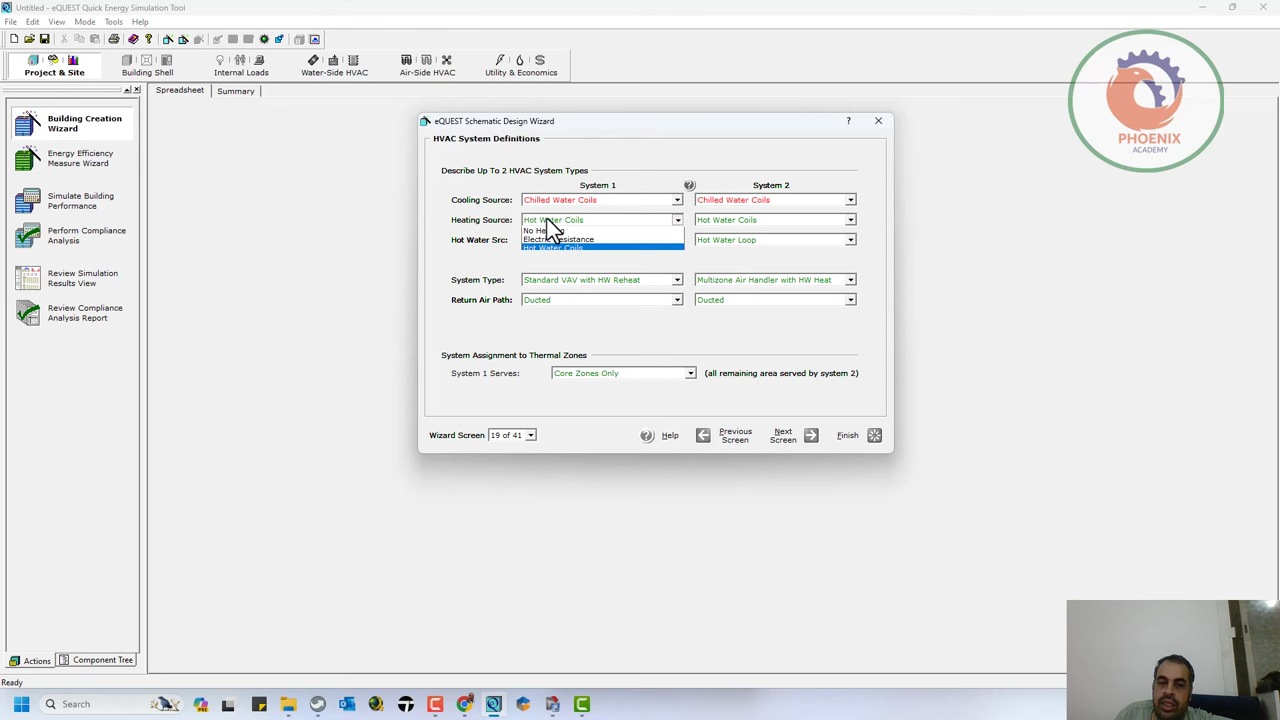 Untitled - eQUEST Quick Energy Simulation Tool
File Edit View Mode Tools Help
Project & Site
Building Shell
Internal Loads
Water-Side HVAC
Air-Side HVAC
Utility & Economics
Spreadsheet Summary
Building Creation Wizard
Energy Efficiency Measure Wizard
Simulate Building Performance
Perform Compliance Analysis
Review Simulation Results View
Review Compliance Analysis Report
Actions Component Tree
Ready
eQUEST Schematic Design Wizard
HVAC System Definitions
Describe Up To 2 HVAC System Types
System 1 System 2
Cooling Source: Chilled Water Coils Chilled Water Coils
Heating Source: Hot Water Coils Hot Water Coils
No
Electric Resistance
Hot Water Coils
Hot Water Src: Hot Water Loop
System Type: Standard VAV with HW Reheat Multizone Air Handler with HW Heat
Return Air Path: Ducted Ducted
System Assignment to Thermal Zones
System 1 Serves: Core Zones Only (all remaining area served by system 2)
Wizard Screen 19 of 41 Help Previous Screen Next Screen Finish
PHOENIX
ACADEMY
Search